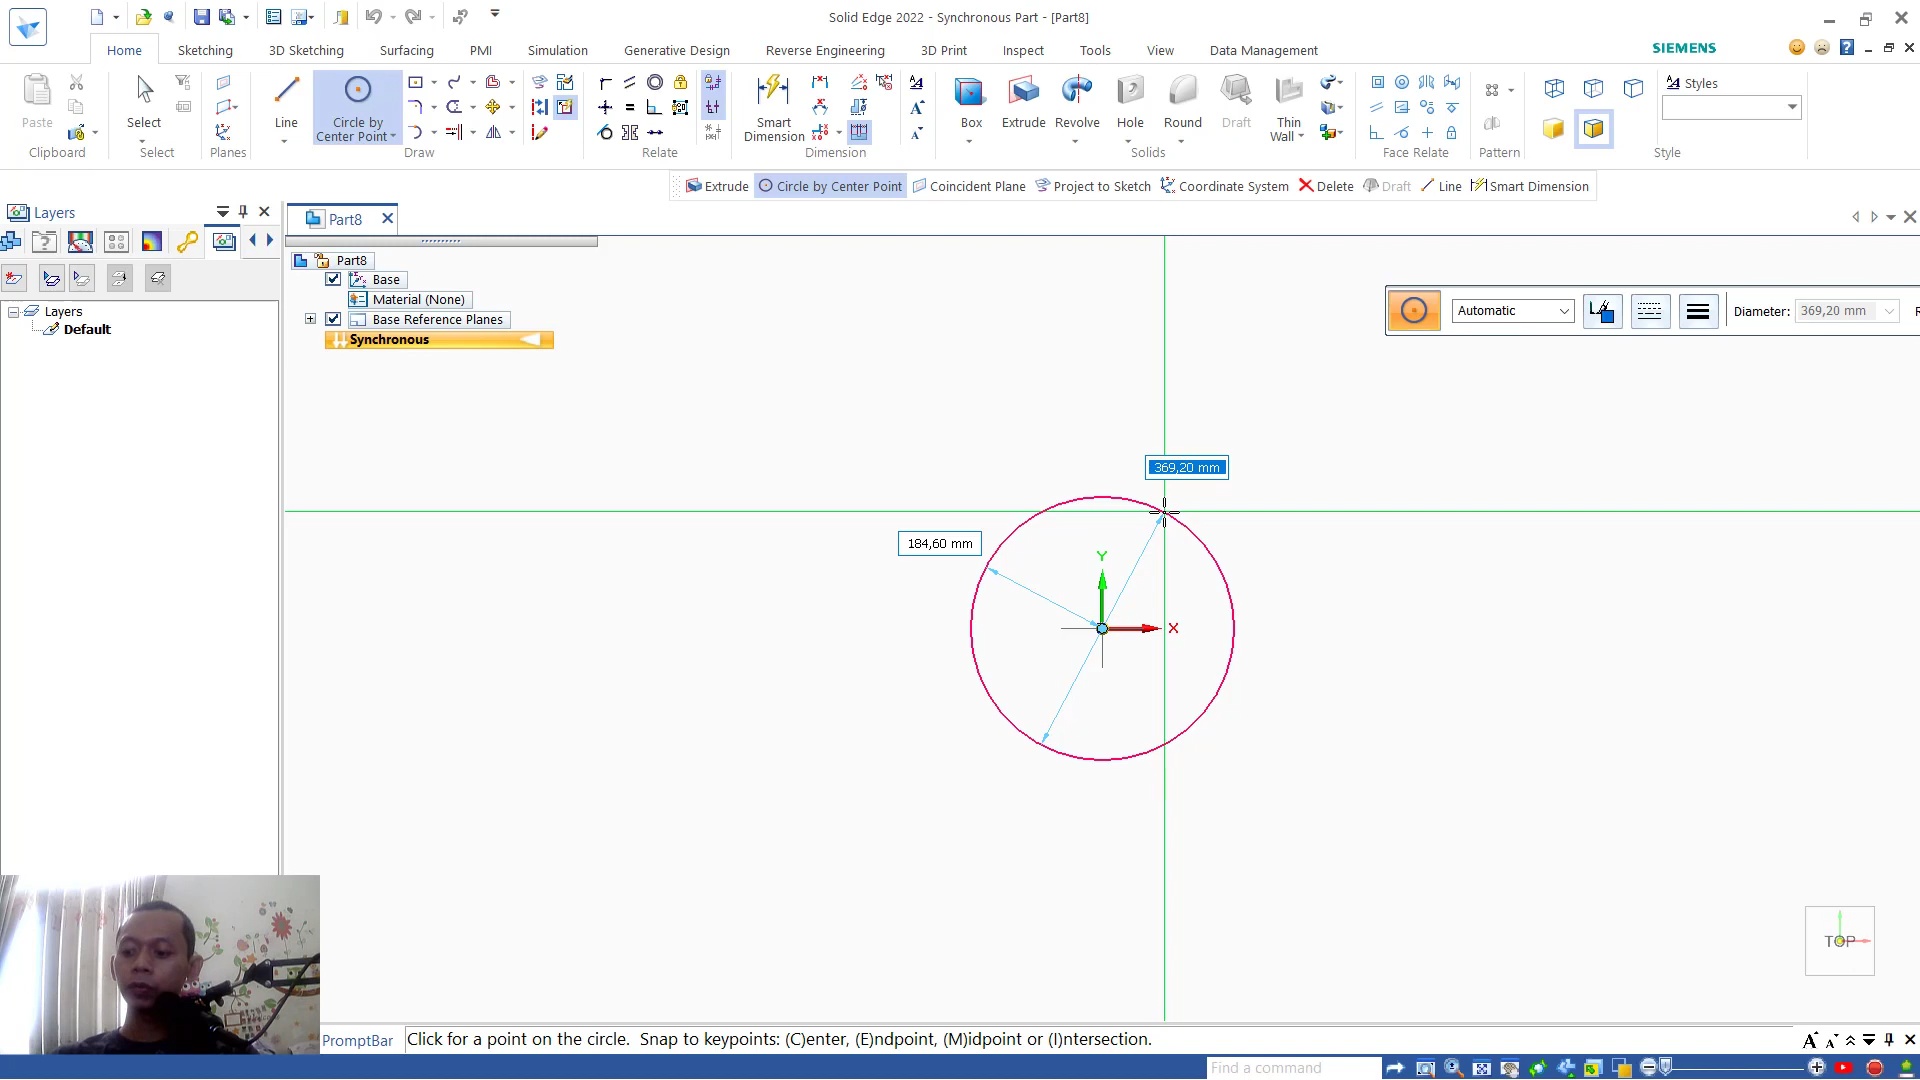 Solid Edge 2022 - Synchronous Part - [Part8]
Home Sketching 3D Sketching Surfacing PMI Simulation Generative Design Reverse Engineering 3D Print Inspect Tools View Data Management SIEMENS
Paste
Clipboard
Select
Select
Planes
Line
Circle by Center Point
Draw
Relate
Smart Dimension
Dimension
Box
Extrude
Revolve
Hole
Round
Draft
Thin Wall
Solids
Face Relate
Pattern
Styles
Style
Extrude Circle by Center Point Coincident Plane Project to Sketch Coordinate System Delete Draft Line Smart Dimension
Layers
Part8
Part8
Base
Material (None)
Base Reference Planes
Synchronous
Layers
Default
Automatic
Diameter: 369,20 mm
R
369,20 mm
184,60 mm
Y
X
TOP
PromptBar Click for a point on the circle. Snap to keypoints: (C)enter, (E)ndpoint, (M)idpoint or (I)ntersection.
Find a command